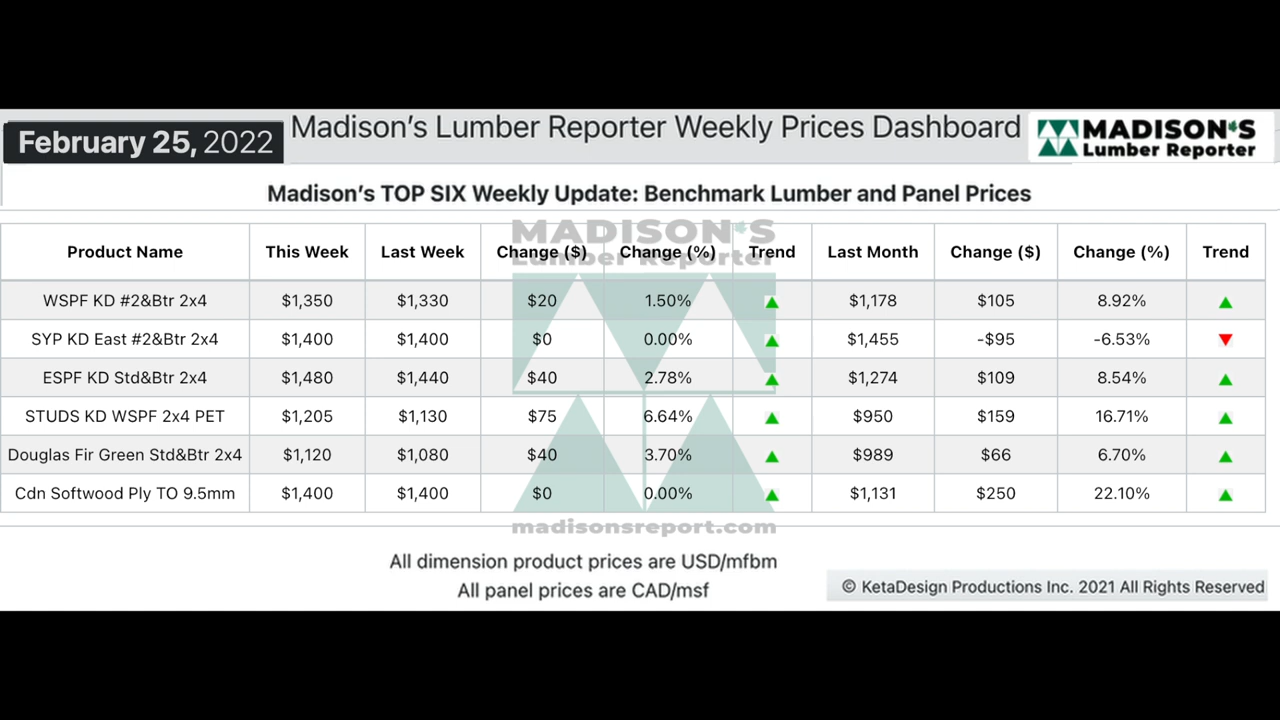 February 25, 2022
Madison's Lumber Reporter Weekly Prices Dashboard
MADISON'S
Lumber Reporter
Madison's TOP SIX Weekly Update: Benchmark Lumber and Panel Prices
MADISON'S
Lumber Reporter
Product Name This Week Last Week Change ($) Change (%) Trend Last Month Change ($) Change (%) Trend
WSPF KD #2&Btr 2x4 $1,350 $1,330 $20 1.50% $1,178 $105 8.92%
SYP KD East #2&Btr 2x4 $1,400 $1,400 $0 0.00% $1,455 -$95 -6.53%
ESPF KD Std&Btr 2x4 $1,480 $1,440 $40 2.78% $1,274 $109 8.54%
STUDS KD WSPF 2x4 PET $1,205 $1,130 $75 6.64% $950 $159 16.71%
Douglas Fir Green Std&Btr 2x4 $1,120 $1,080 $40 3.70% $989 $66 6.70%
Cdn Softwood Ply TO 9.5mm $1,400 $1,400 $0 0.00% $1,131 $250 22.10%
madisonsreport.com
All dimension product prices are USD/mfbm
All panel prices are CAD/msf
© KetaDesign Productions Inc. 2021 All Rights Reserved